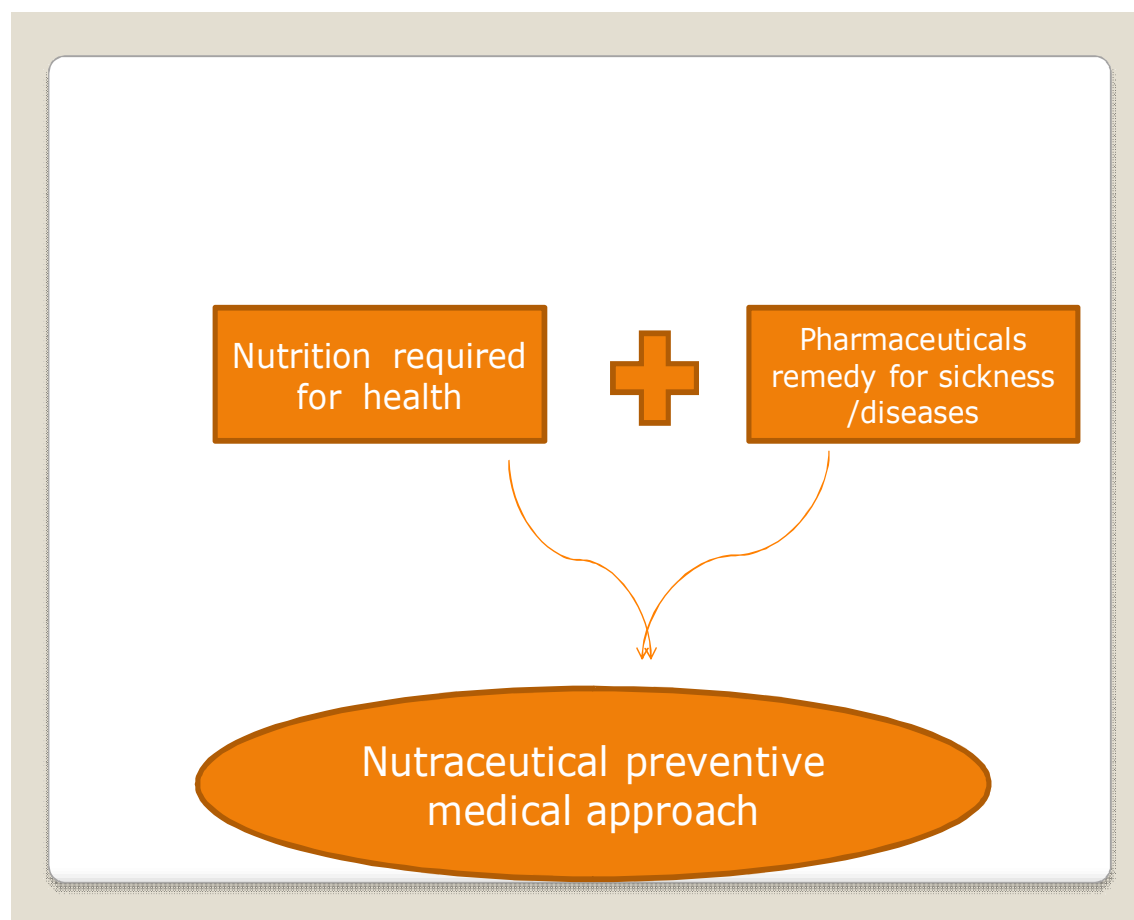 Nutrition required
for health
Pharmaceuticals
remedy for sickness
/diseases
Nutraceutical preventive
medical approach